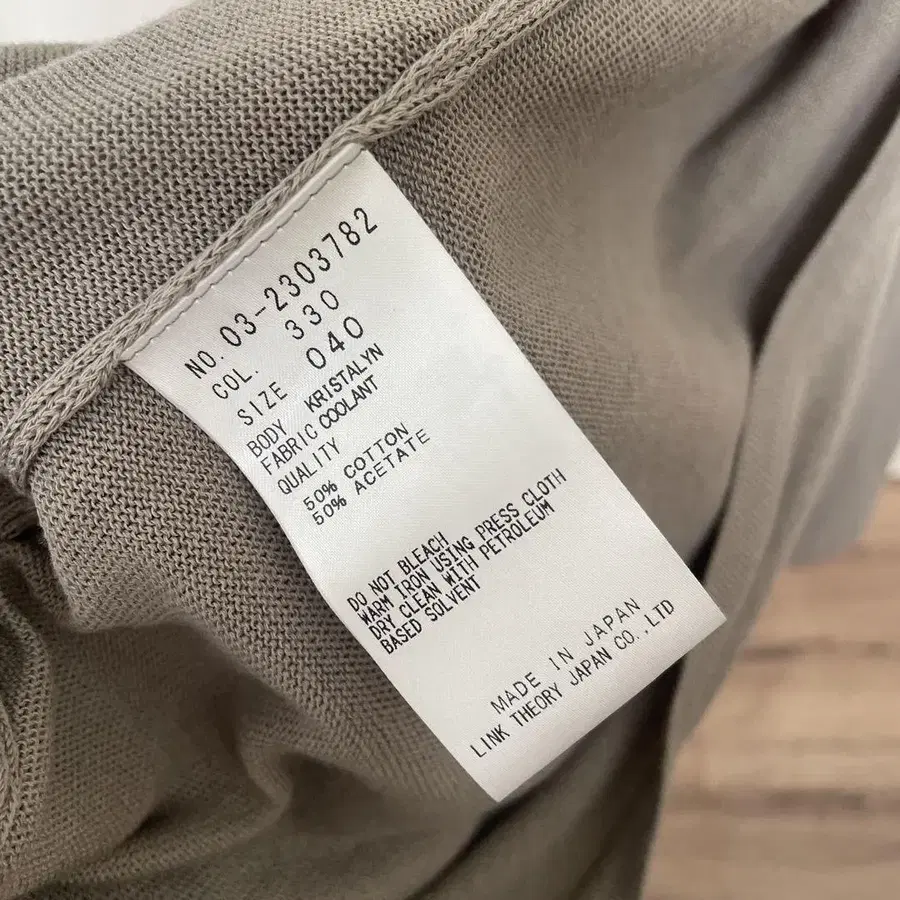 NO. 03-2303782
COL. 330
SIZE 040
BODY KRISTALYN
FABRIC COOLANT
QUALITY
50% COTTON
50% ACETATE
DO NOT BLEACH
WARM IRON USING PRESS CLOTH
DRY CLEAN WITH PETROLEUM
BASED SOLVENT
MADE IN JAPAN
LINK THEORY JAPAN CO.,LTD